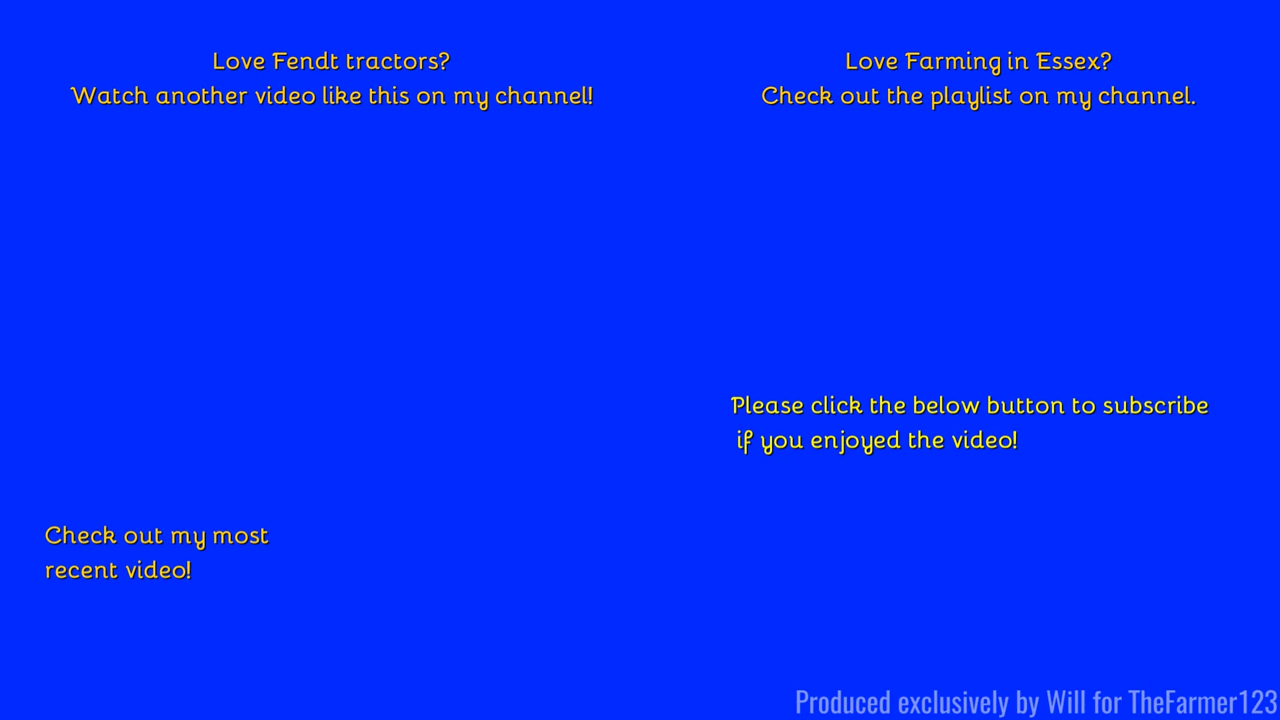 Love Fendt tractors?
Watch another video like this on my channel!
Love Farming in Essex?
Check out the playlist on my channel.
Please click the below button to subscribe
if you enjoyed the video!
Check out my most
recent video!
Produced exclusively by Will for TheFarmer123